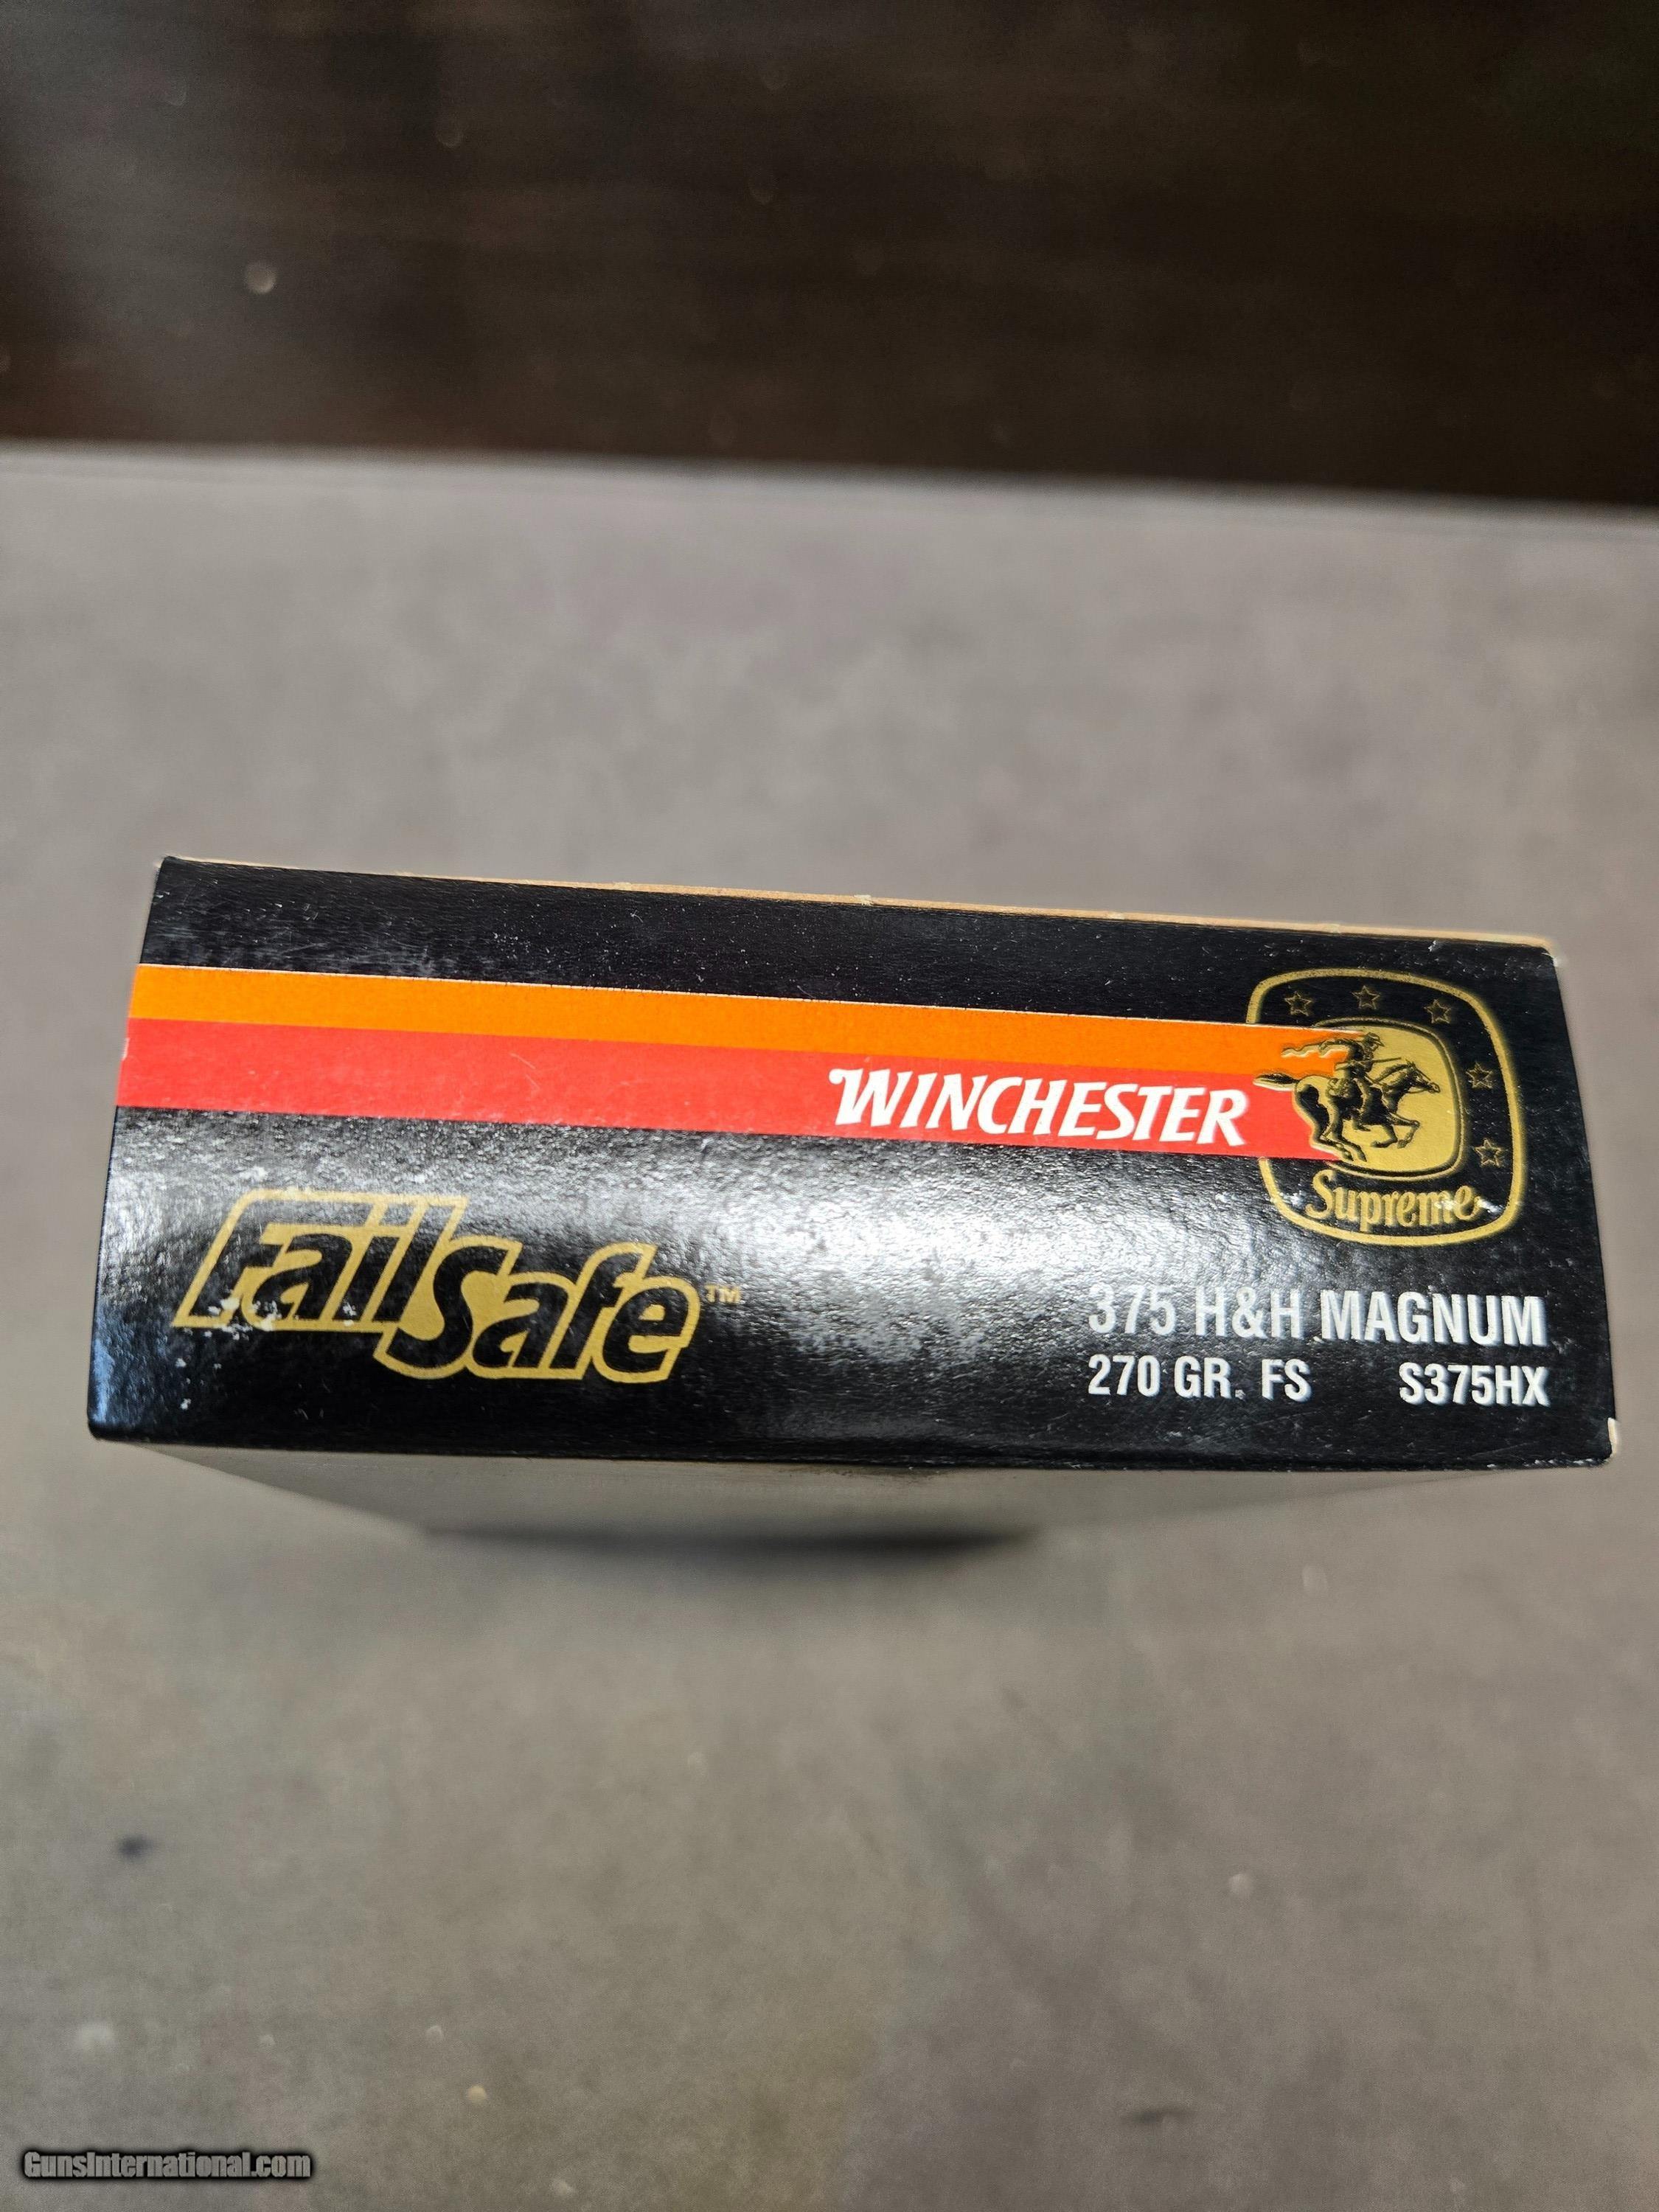 WINCHESTER
Supreme
FailSafe™
375 H&H MAGNUM
270 GR. FS S375HX
GunsInternational.com